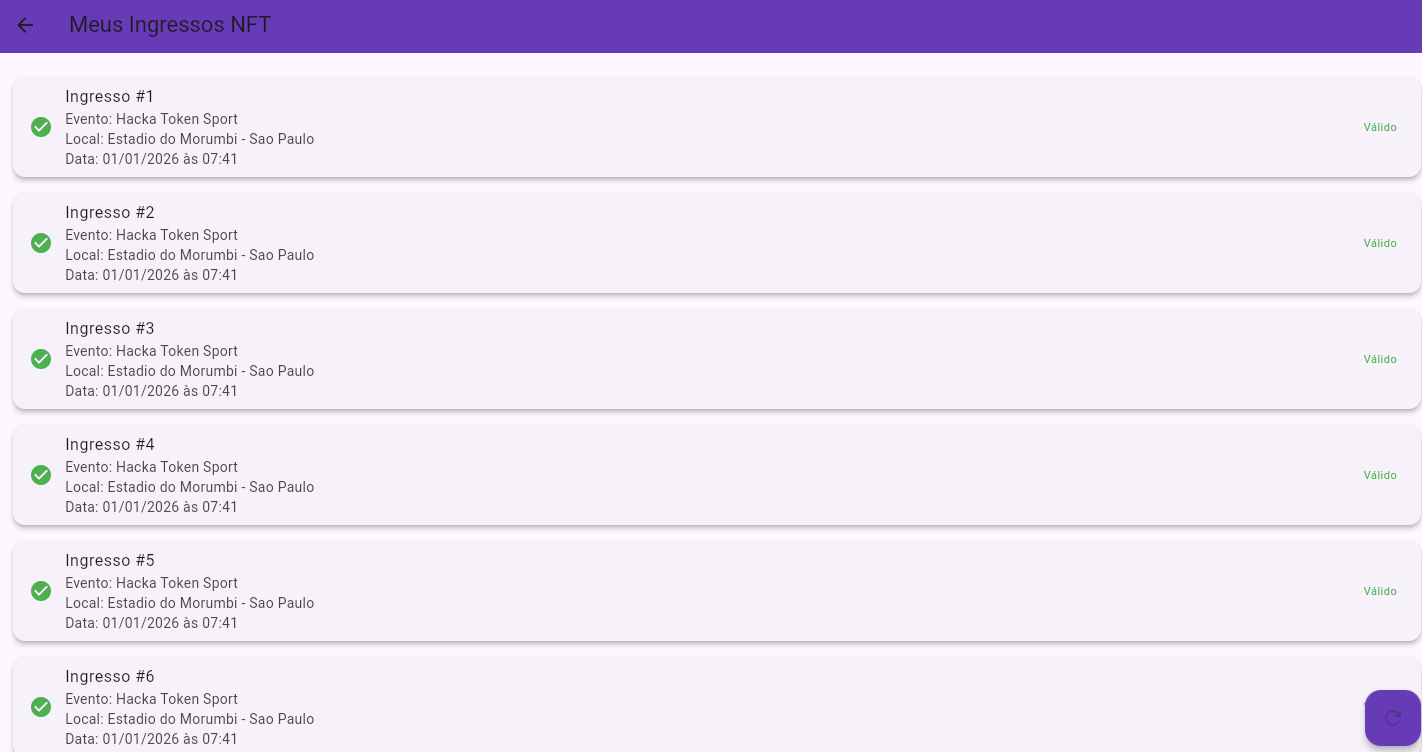 Meus Ingressos NFT
Ingresso #1
Evento: Hacka Token Sport
Local: Estadio do Morumbi - Sao Paulo
Data: 01/01/2026 às 07:41
Válido
Ingresso #2
Evento: Hacka Token Sport
Local: Estadio do Morumbi - Sao Paulo
Data: 01/01/2026 às 07:41
Válido
Ingresso #3
Evento: Hacka Token Sport
Local: Estadio do Morumbi - Sao Paulo
Data: 01/01/2026 às 07:41
Válido
Ingresso #4
Evento: Hacka Token Sport
Local: Estadio do Morumbi - Sao Paulo
Data: 01/01/2026 às 07:41
Válido
Ingresso #5
Evento: Hacka Token Sport
Local: Estadio do Morumbi - Sao Paulo
Data: 01/01/2026 às 07:41
Válido
Ingresso #6
Evento: Hacka Token Sport
Local: Estadio do Morumbi - Sao Paulo
Data: 01/01/2026 às 07:41